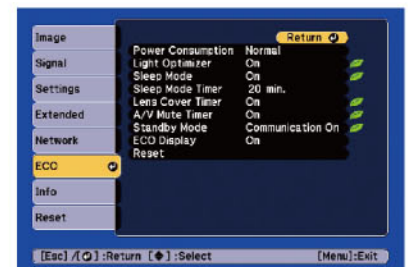 Image
Signal
Settings
Extended
Network
ECO
Info
Reset
Return
Power Consumption Normal
Light Optimizer On
Sleep Mode On
Sleep Mode Timer 20 min.
Lens Cover Timer On
A/V Mute Timer On
Standby Mode Communication On
ECO Display On
Reset
[Esc] /[ ] :Return [ ] :Select [Menu]:Exit